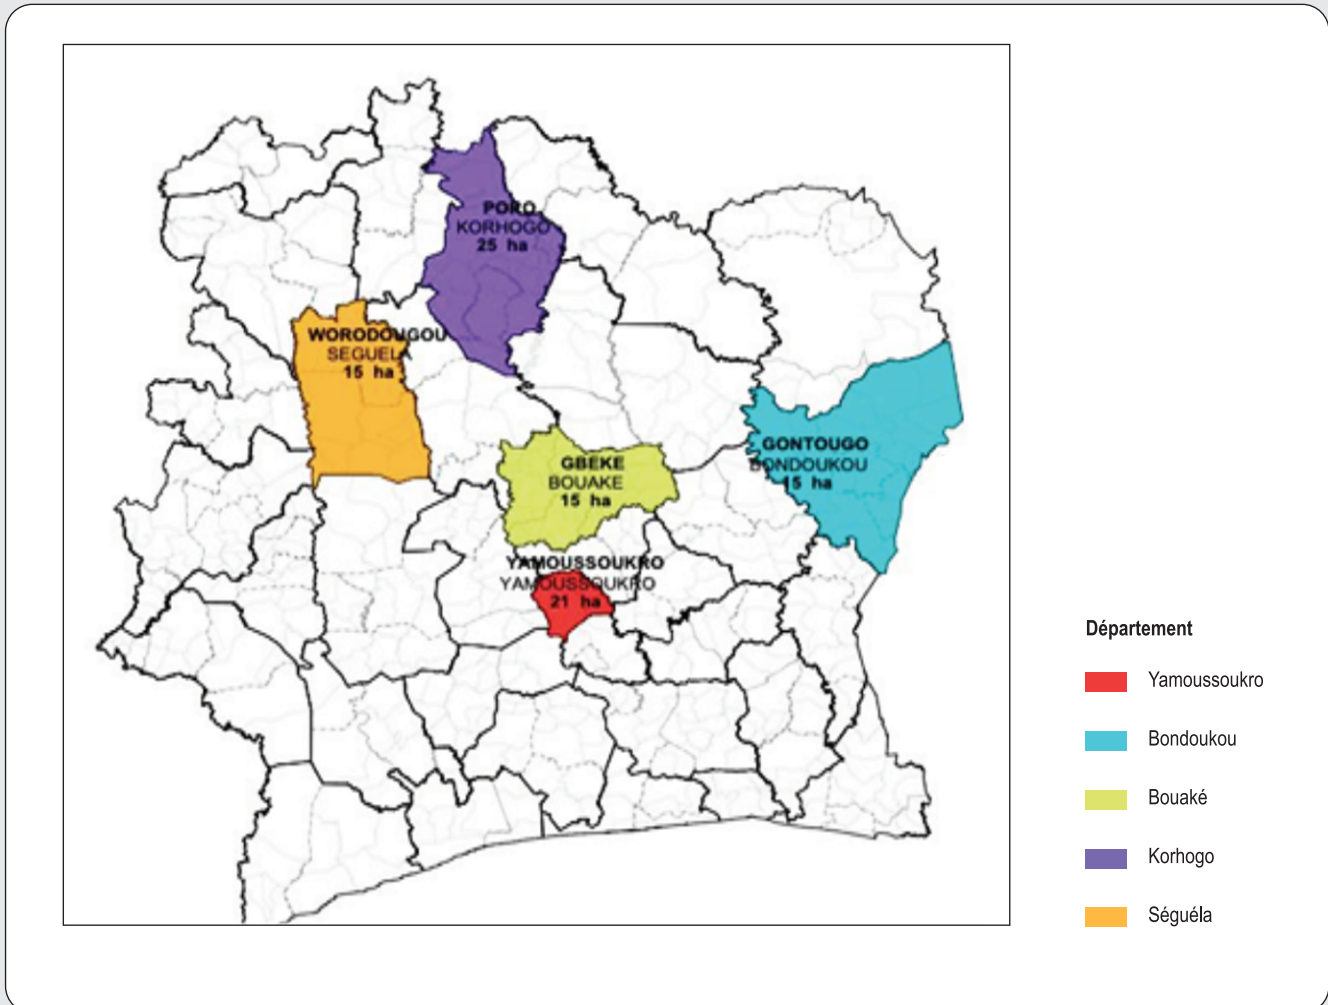 PORO
KORHOGO
25 ha
WORODOUGOU
SEGUELA
15 ha
GONTOUGO
BONDOUKOU
15 ha
GBEKE
BOUAKE
15 ha
YAMOUSSOUKRO
YAMOUSSOUKRO
21 ha
Département
Yamoussoukro
Bondoukou
Bouaké
Korhogo
Séguéla